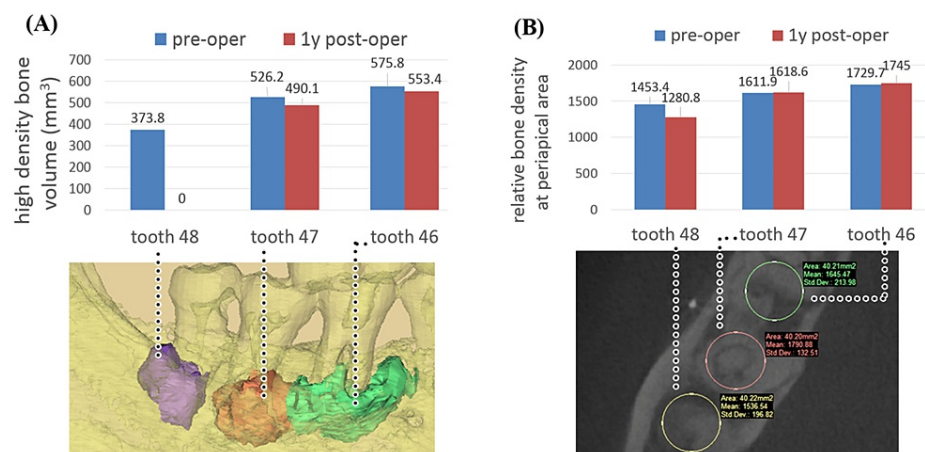 (A)
pre-oper 1y post-oper
high density bone
volume (mm³)
700
600
500
400
300
200
100
0
373.8
0
526.2
490.1
575.8
553.4
tooth 48 tooth 47 tooth 46
(B)
pre-oper 1y post-oper
relative bone density
at periapical area
2000
1500
1000
500
0
1453.4
1280.8
1611.9
1618.6
1729.7
1745
tooth 48 tooth 47 tooth 46
Area: 40.21mm2
Mean: 1645.47
Std Dev.: 213.98
Area: 40.20mm2
Mean: 1790.88
Std Dev.: 132.51
Area: 40.22mm2
Mean: 1536.54
Std Dev.: 196.82